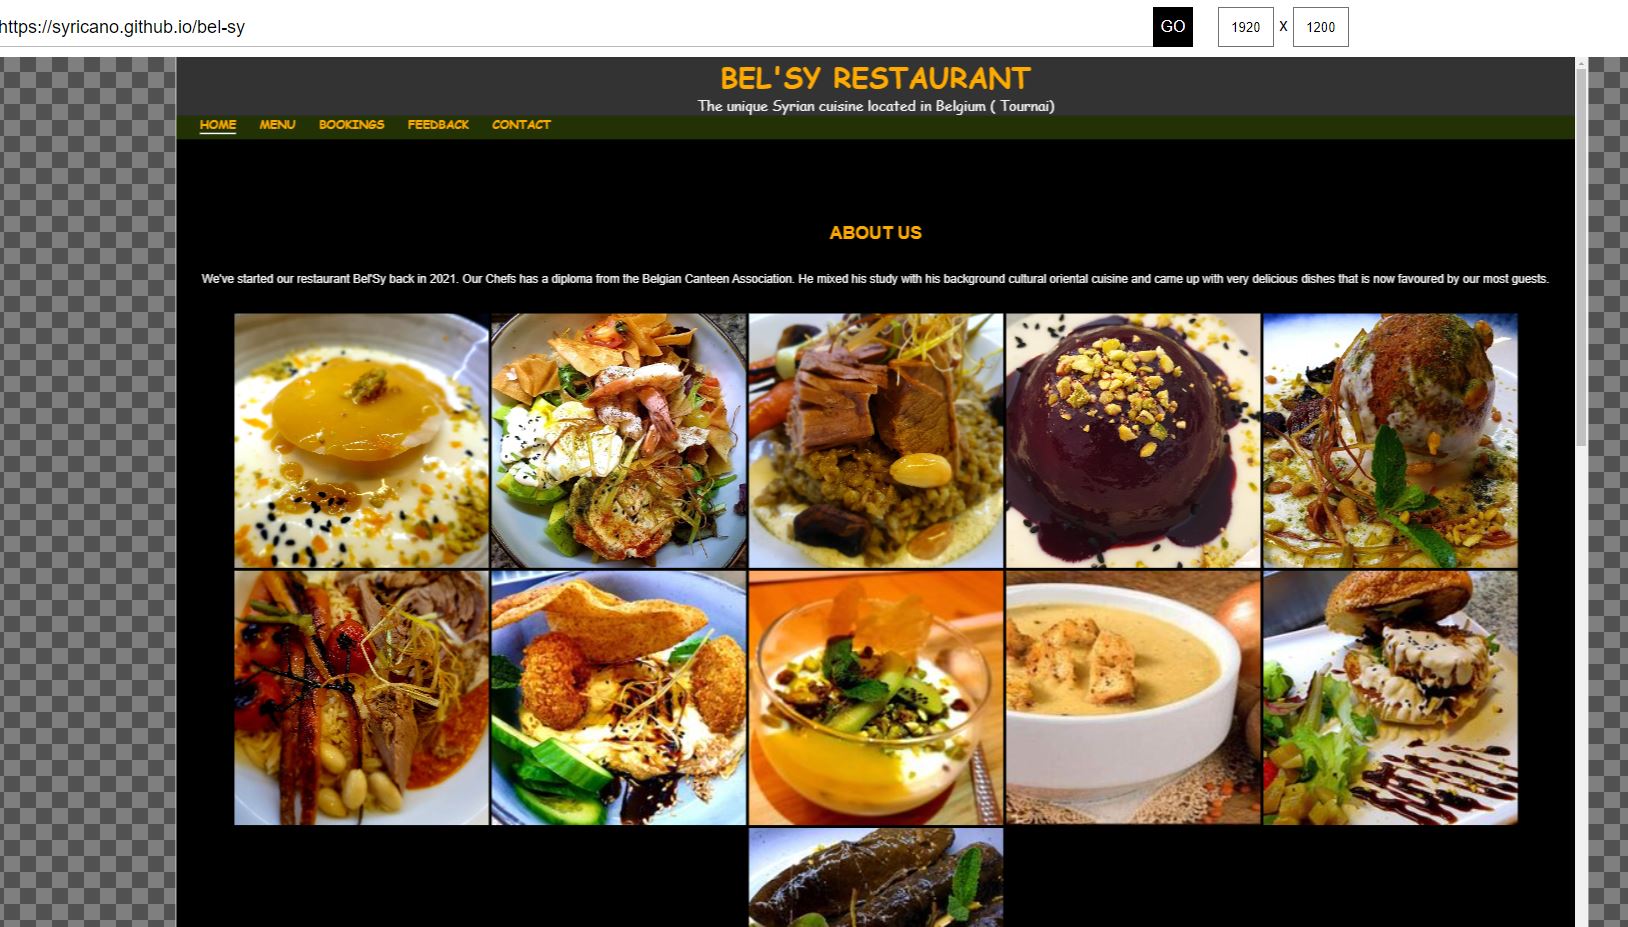 https://syricano.github.io/bel-sy GO 1920 X 1200
BEL'SY RESTAURANT
The unique Syrian cuisine located in Belgium ( Tournai)
HOME MENU BOOKINGS FEEDBACK CONTACT
ABOUT US
We've started our restaurant Bel'Sy back in 2021. Our Chefs has a diploma from the Belgian Canteen Association. He mixed his study with his background cultural oriental cuisine and came up with very delicious dishes that is now favoured by our most guests.